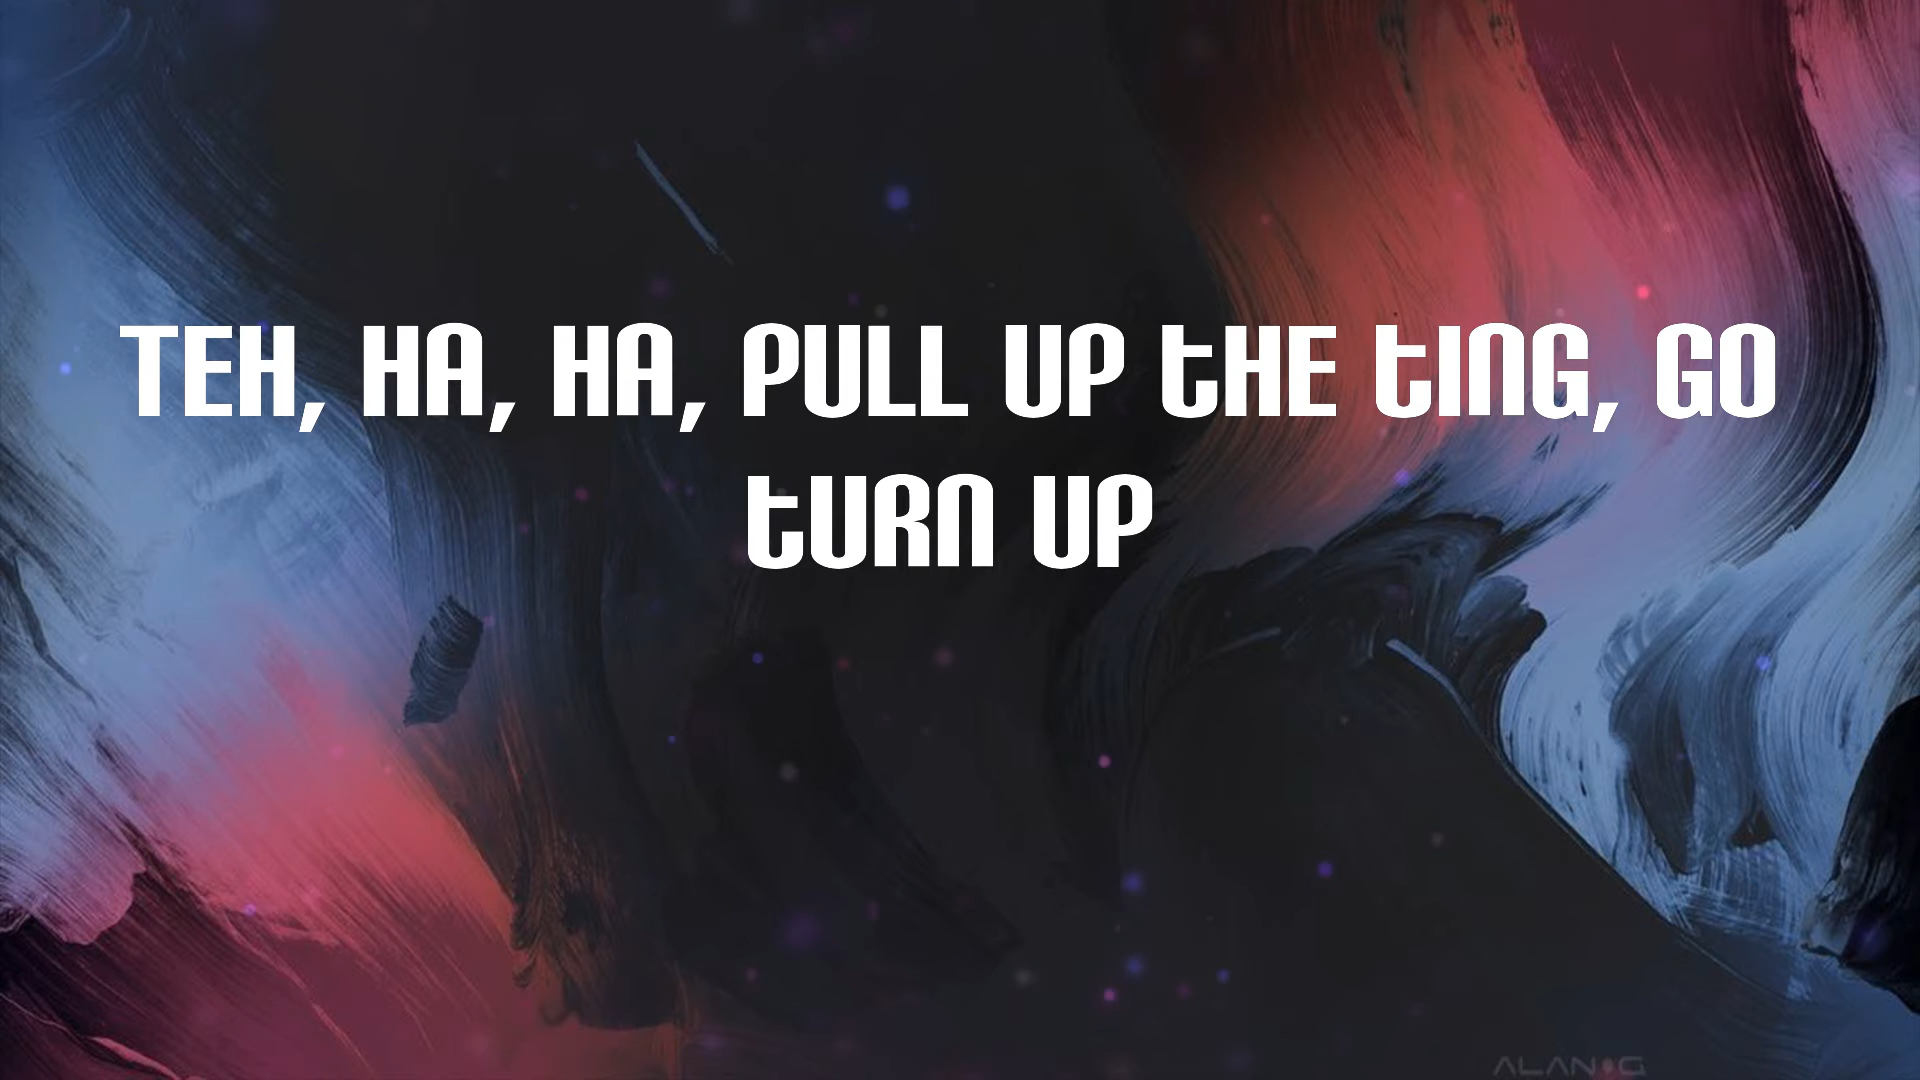 TEH, HA, HA, PULL UP THE TING, GO
TURN UP
ALAN G